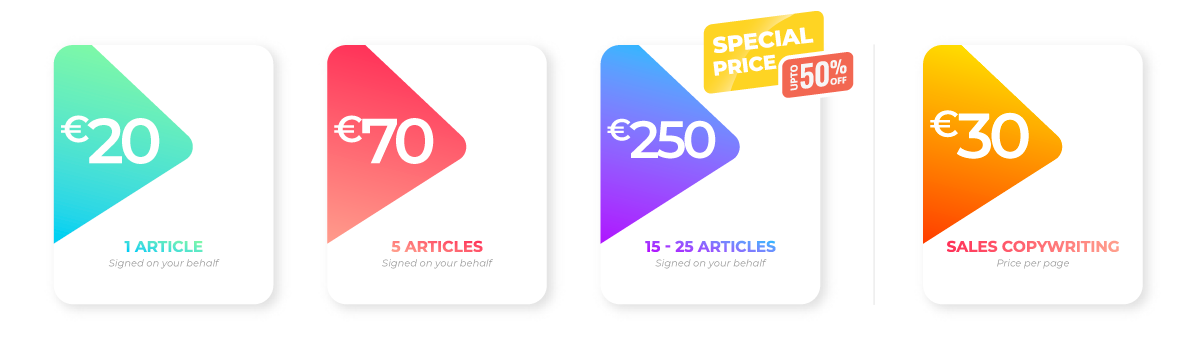 €20
1 ARTICLE
Signed on your behalf
€70
5 ARTICLES
Signed on your behalf
SPECIAL
PRICE
UPTO
50%
OFF
€250
15 - 25 ARTICLES
Signed on your behalf
€30
SALES COPYWRITING
Price per page